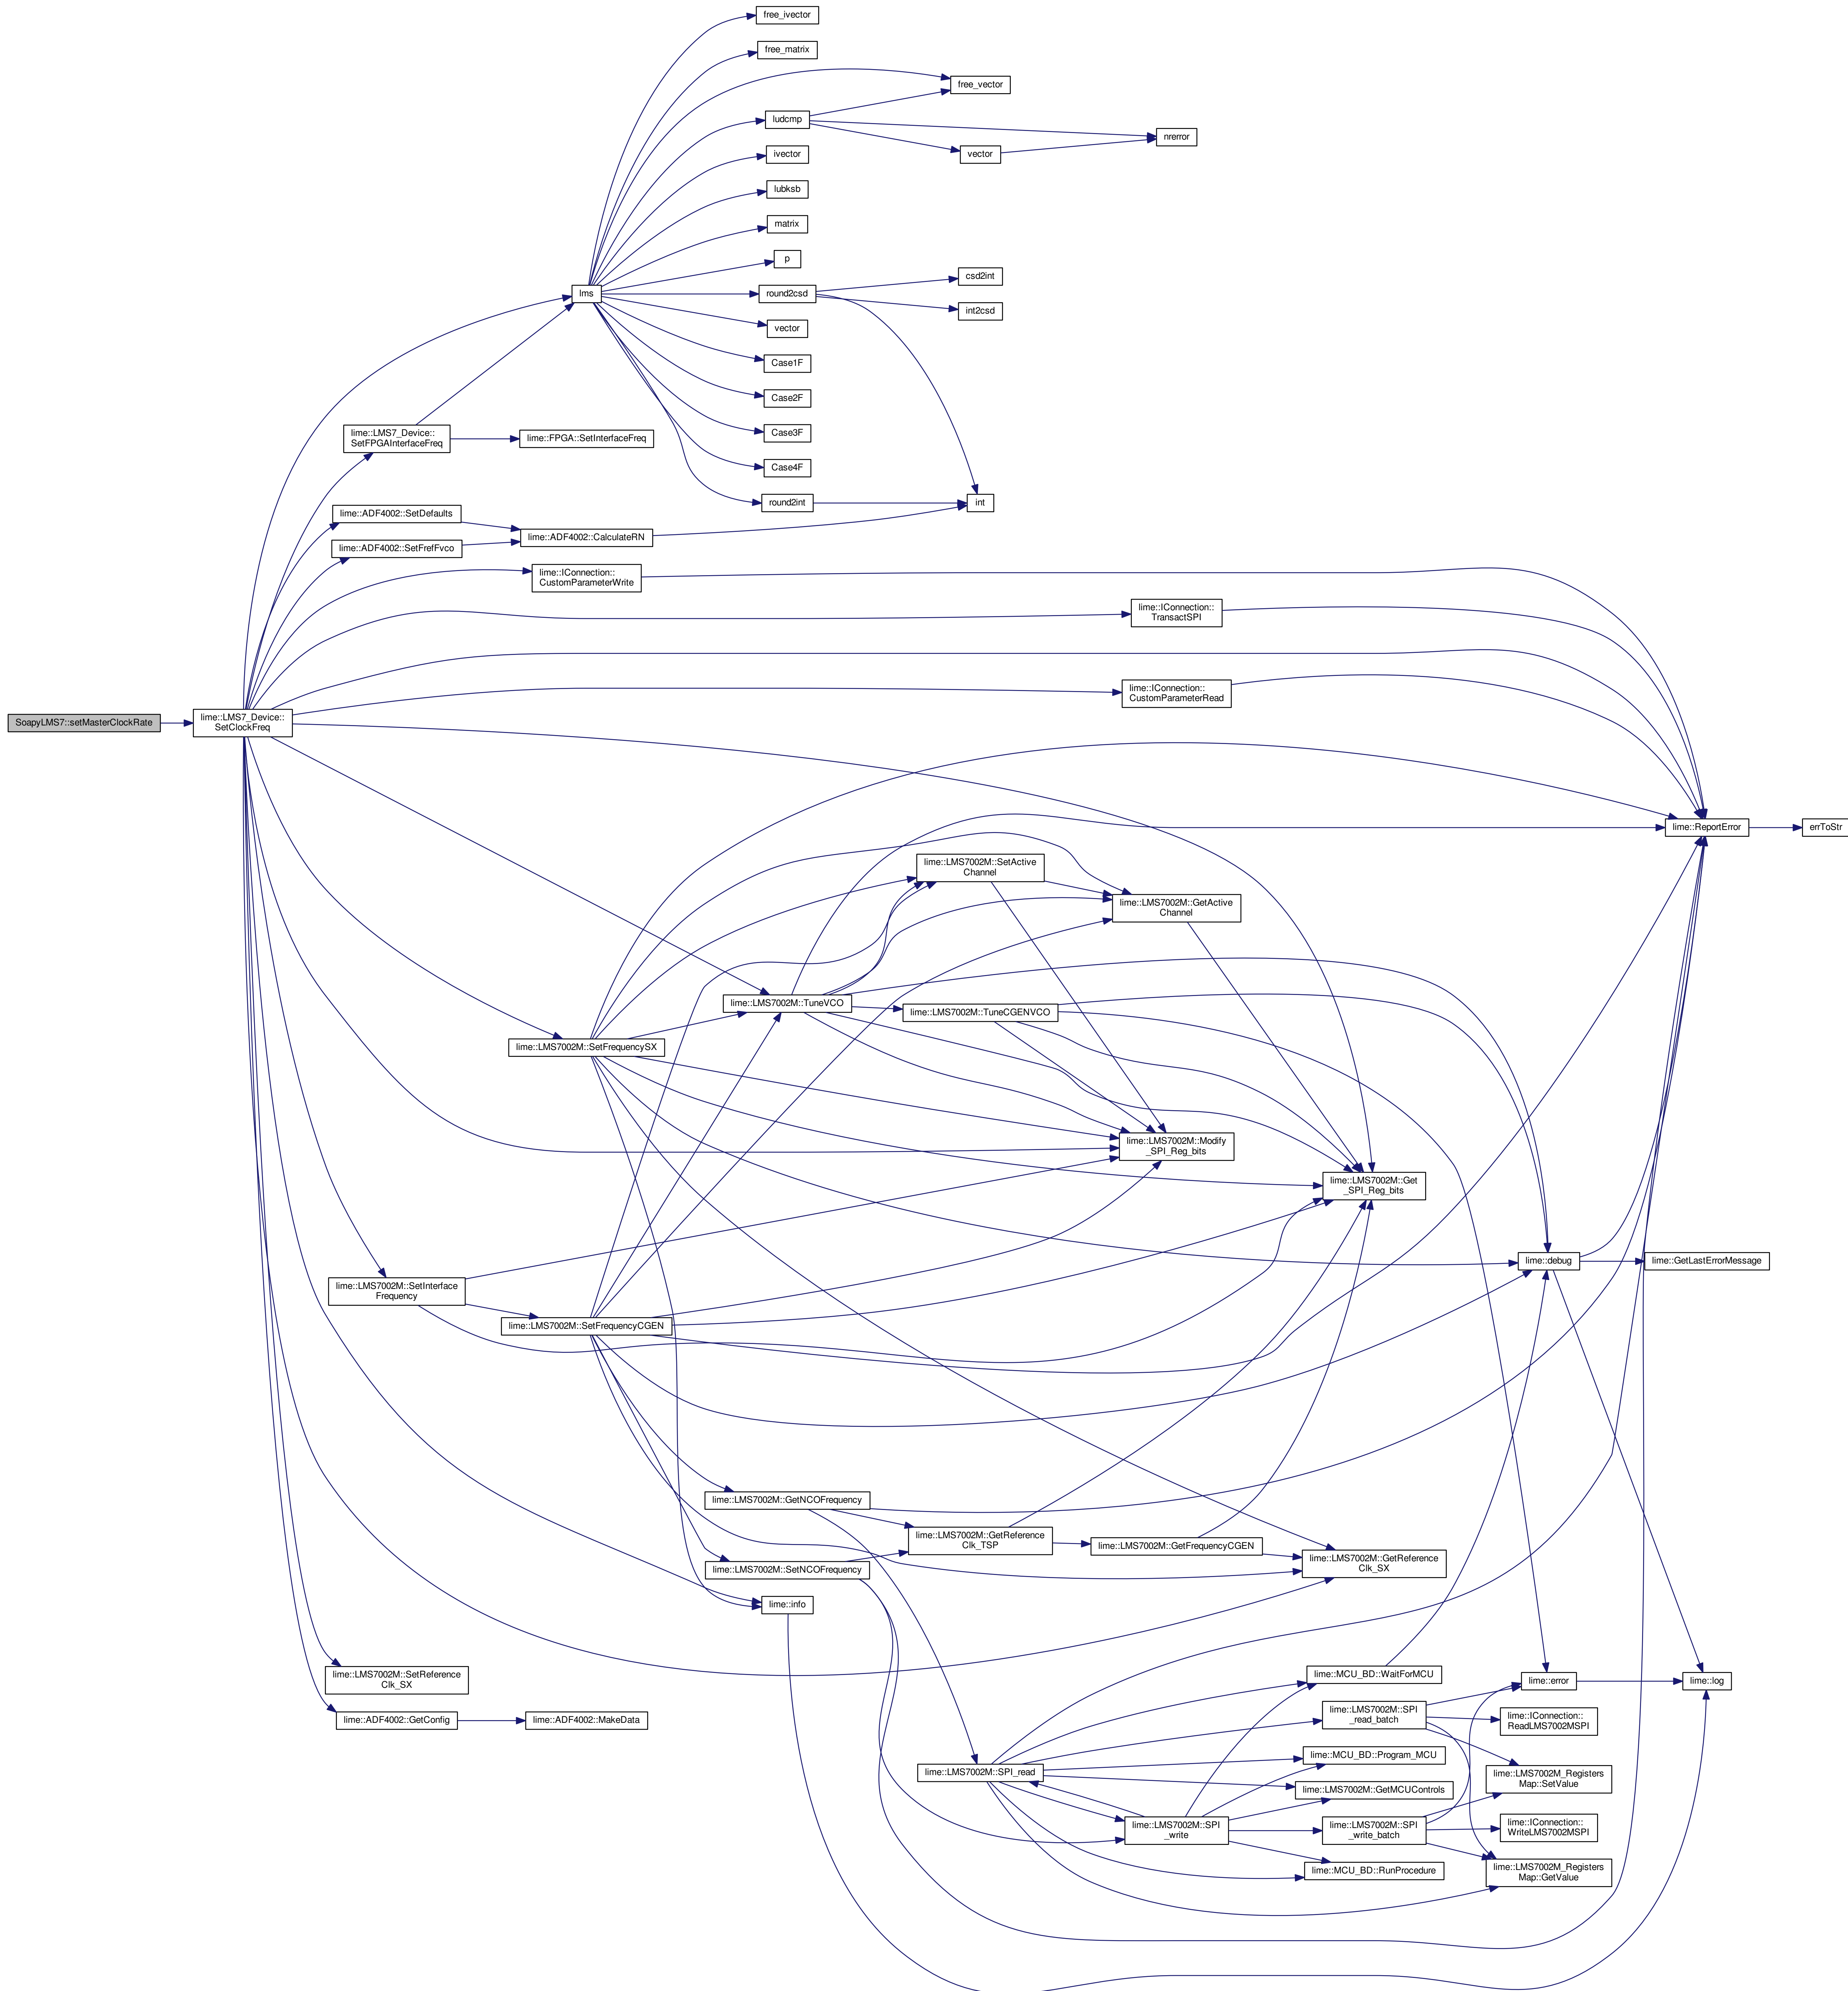 free_ivector
free_matrix
free_vector
ludcmp
nrerror
vector
ivector
lubksb
matrix
p
csd2int
lms
round2csd
int2csd
vector
Case1F
Case2F
lime::LMS7_Device::
SetFPGAInterfaceFreq
lime::FPGA::SetInterfaceFreq
Case3F
Case4F
round2int
int
lime::ADF4002::SetDefaults
lime::ADF4002::CalculateRN
lime::ADF4002::SetFrefFvco
lime::IConnection::
CustomParameterWrite
lime::IConnection::
TransactSPI
lime::IConnection::
CustomParameterRead
SoapyLMS7::setMasterClockRate
lime::LMS7_Device::
SetClockFreq
lime::ReportError
errToStr
lime::LMS7002M::SetActive
Channel
lime::LMS7002M::GetActive
Channel
lime::LMS7002M::TuneVCO
lime::LMS7002M::TuneCGENVCO
lime::LMS7002M::SetFrequencySX
lime::LMS7002M::Modify
_SPI_Reg_bits
lime::LMS7002M::Get
_SPI_Reg_bits
lime::debug
lime::GetLastErrorMessage
lime::LMS7002M::SetInterface
Frequency
lime::LMS7002M::SetFrequencyCGEN
lime::LMS7002M::GetNCOFrequency
lime::LMS7002M::GetReference
Clk_TSP
lime::LMS7002M::GetFrequencyCGEN
lime::LMS7002M::GetReference
Clk_SX
lime::LMS7002M::SetNCOFrequency
lime::info
lime::LMS7002M::SetReference
Clk_SX
lime::MCU_BD::WaitForMCU
lime::error
lime::log
lime::ADF4002::GetConfig
lime::ADF4002::MakeData
lime::LMS7002M::SPI
_read_batch
lime::IConnection::
ReadLMS7002MSPI
lime::MCU_BD::Program_MCU
lime::LMS7002M::SPI_read
lime::LMS7002M_Registers
Map::SetValue
lime::LMS7002M::GetMCUControls
lime::LMS7002M::SPI
_write
lime::LMS7002M::SPI
_write_batch
lime::IConnection::
WriteLMS7002MSPI
lime::MCU_BD::RunProcedure
lime::LMS7002M_Registers
Map::GetValue